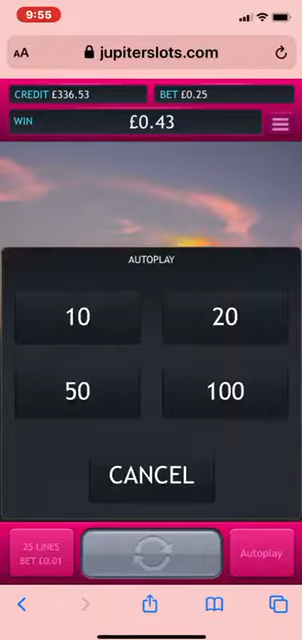 9:55
AA jupiterslots.com
CREDIT £336.53 BET £0.25
WIN £0.43
AUTOPLAY
10 20
50 100
CANCEL
25 LINES
BET £0.01
Autoplay